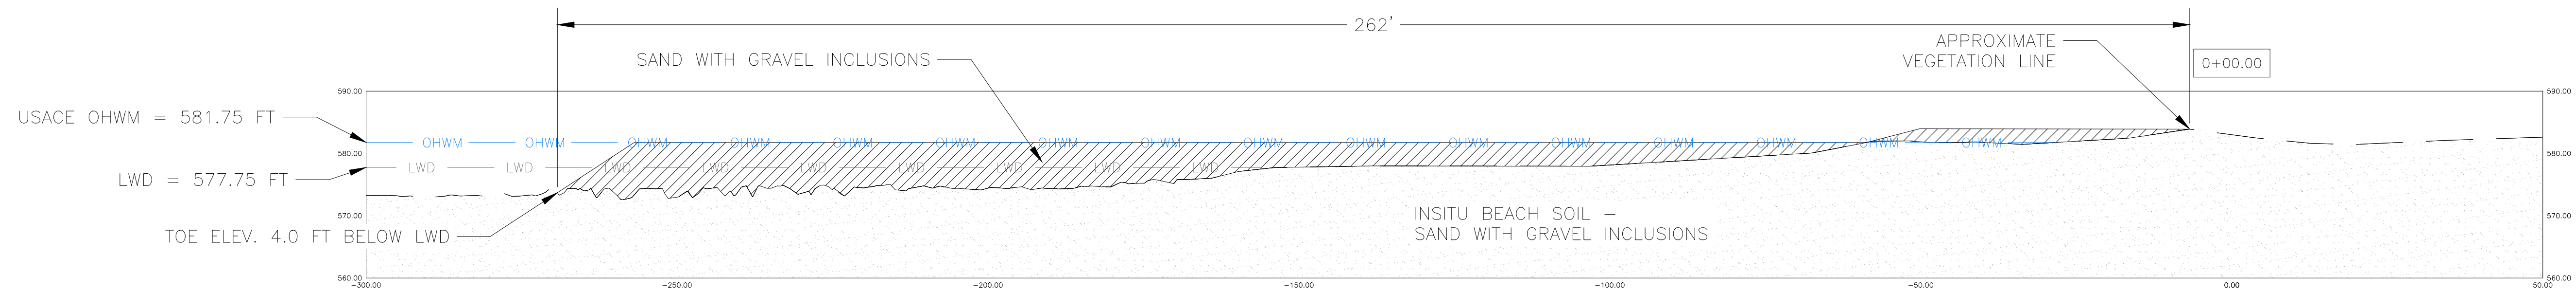 262'
SAND WITH GRAVEL INCLUSIONS
APPROXIMATE
VEGETATION LINE
0+00.00
590.00
590.00
USACE OHWM = 581.75 FT
OHWM OHWM OHWM OHWM OHWM OHWM OHWM OHWM OHWM OHWM OHWM OHWM OHWM OHWM OHWM OHWM
580.00
580.00
LWD LWD LWD LWD LWD LWD LWD LWD LWD
LWD = 577.75 FT
570.00
570.00
INSITU BEACH SOIL –
SAND WITH GRAVEL INCLUSIONS
TOE ELEV. 4.0 FT BELOW LWD
560.00
560.00
-300.00 -250.00 -200.00 -150.00 -100.00 -50.00 0.00 50.00